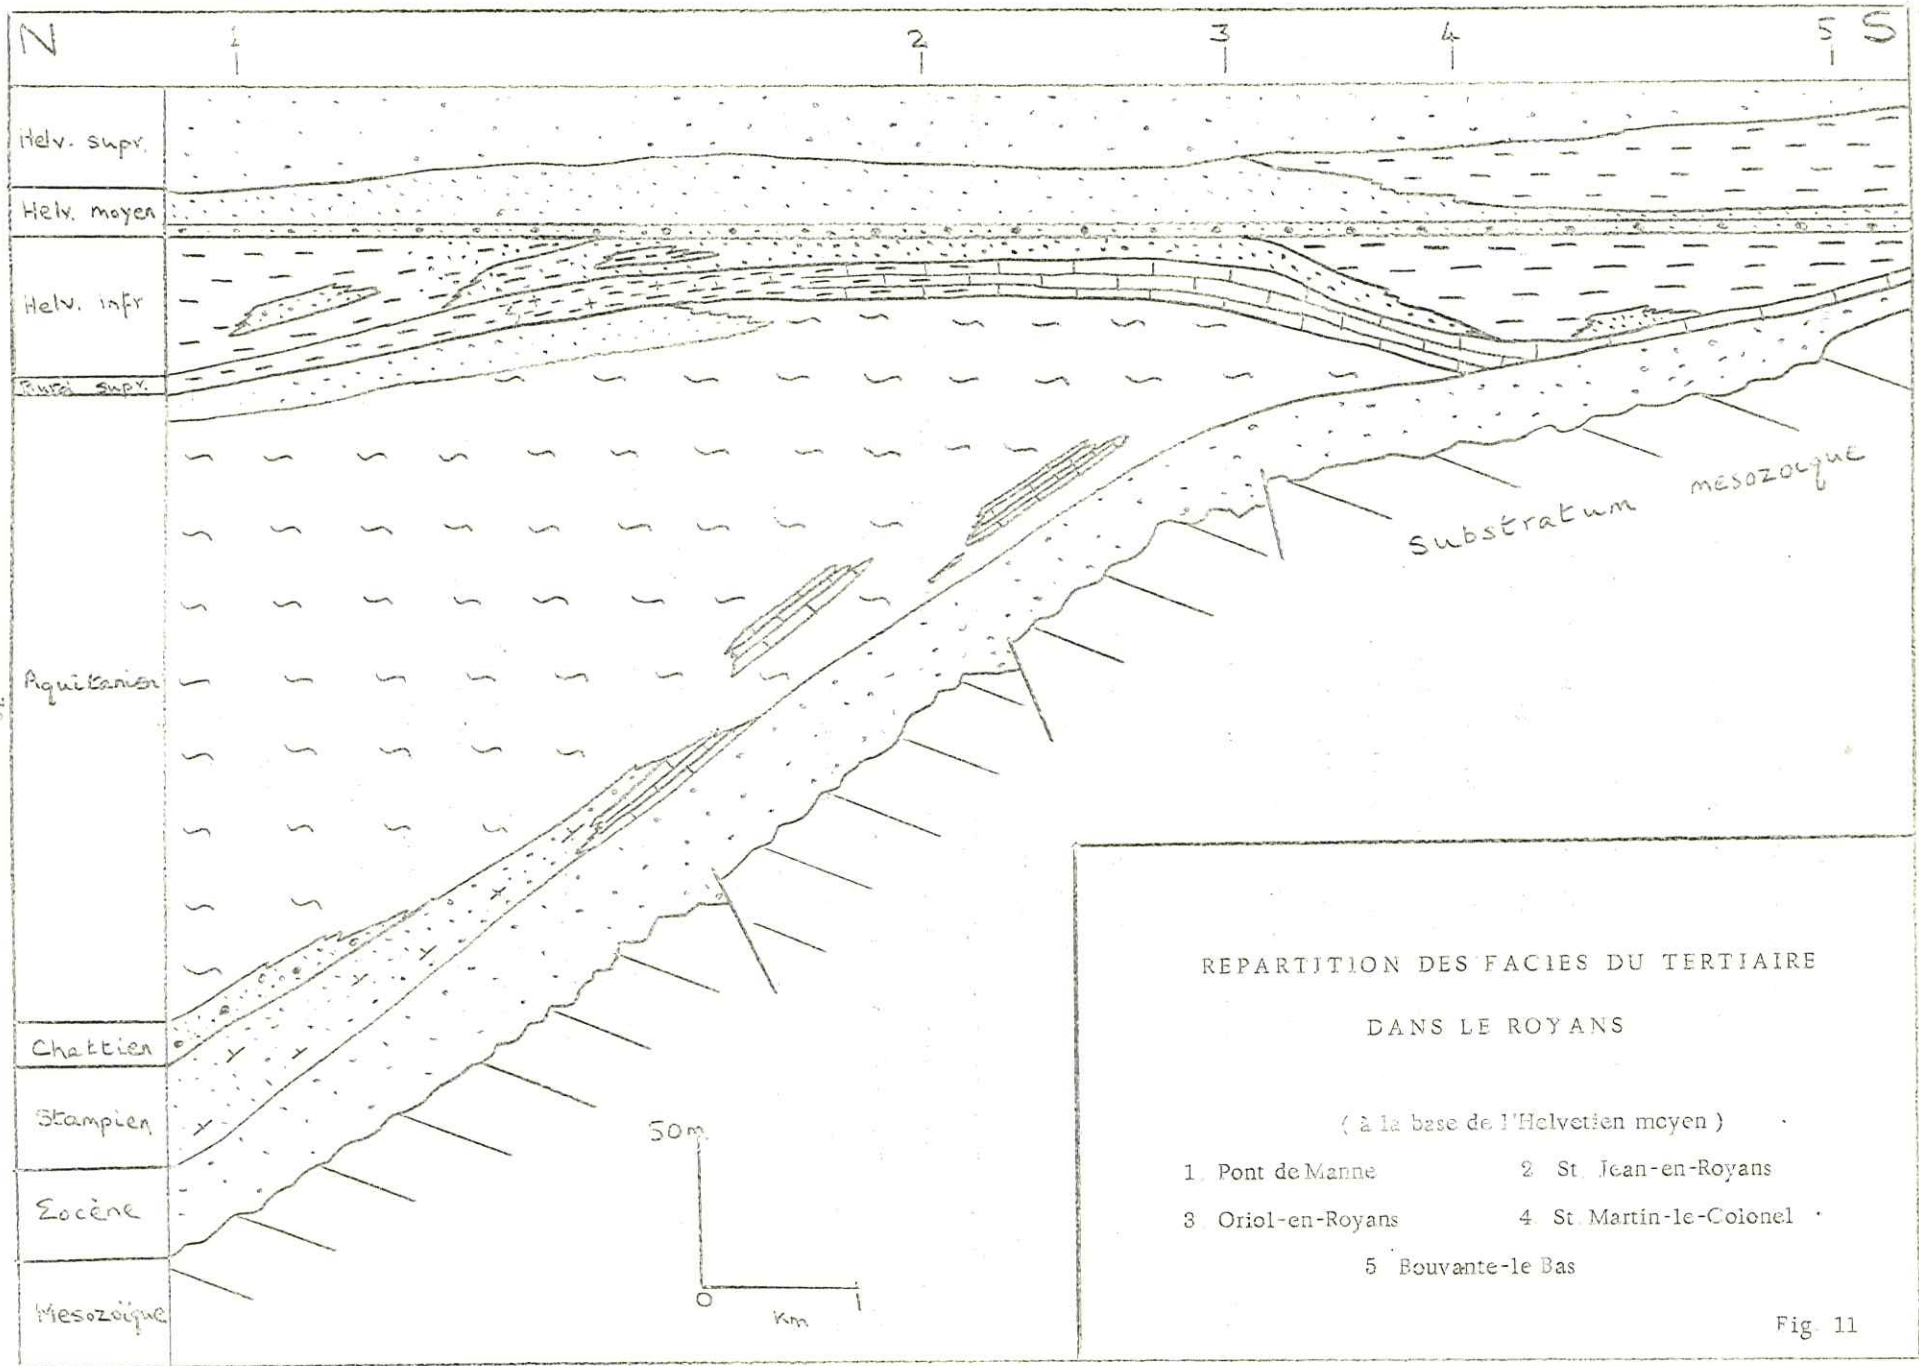 N 1 2 3 4 5 S
Helv. supr.
Helv. moyen
Helv. infr
supr.
Aquitanien
Chattien
Stampien
Eocène
Mesozoïque
Substratum mesozoique
50m
0 1
Km
REPARTITION DES FACIES DU TERTIAIRE
DANS LE ROYANS
( à la base de l'Helvetien moyen )
1 Pont de Manne 2 St. Jean-en-Royans
3 Oriol-en-Royans 4 St. Martin-le-Colonel
5 Bouvante-le Bas
Fig. 11